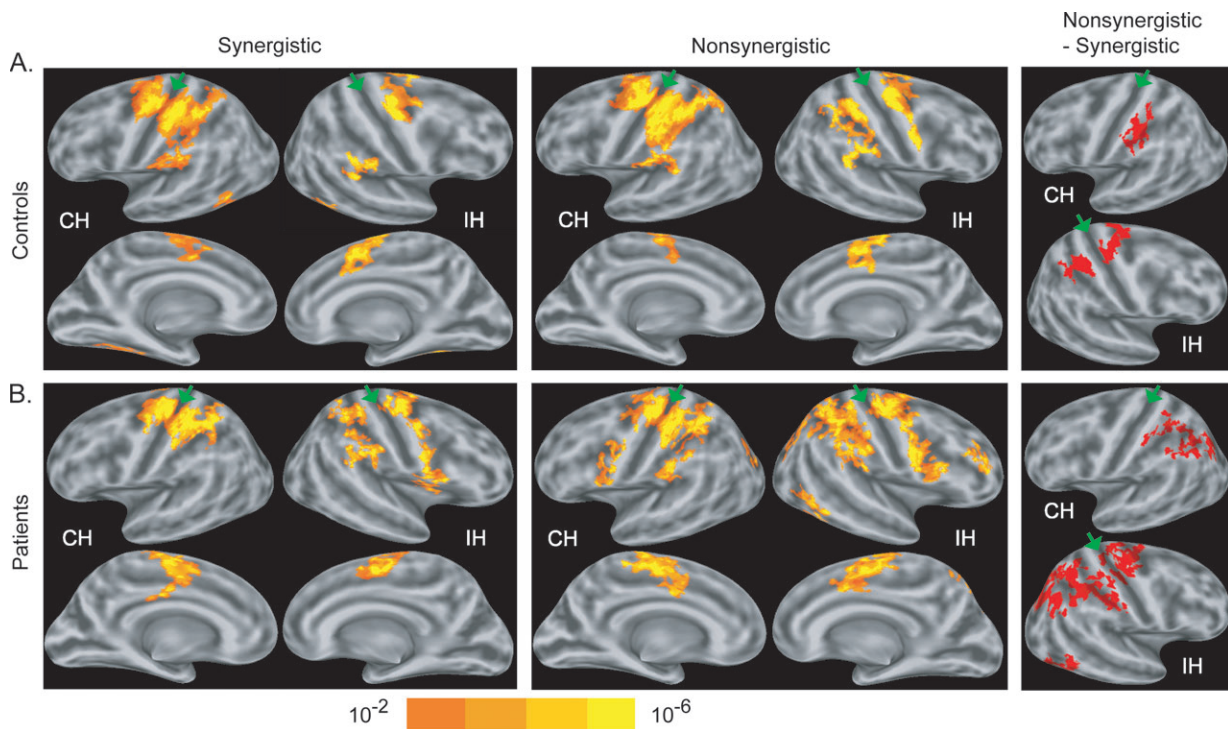 Synergistic
Nonsynergistic
Nonsynergistic
- Synergistic
A.
Controls
CH
IH
CH
IH
CH
IH
B.
Patients
CH
IH
CH
IH
CH
IH
10-2
10-6